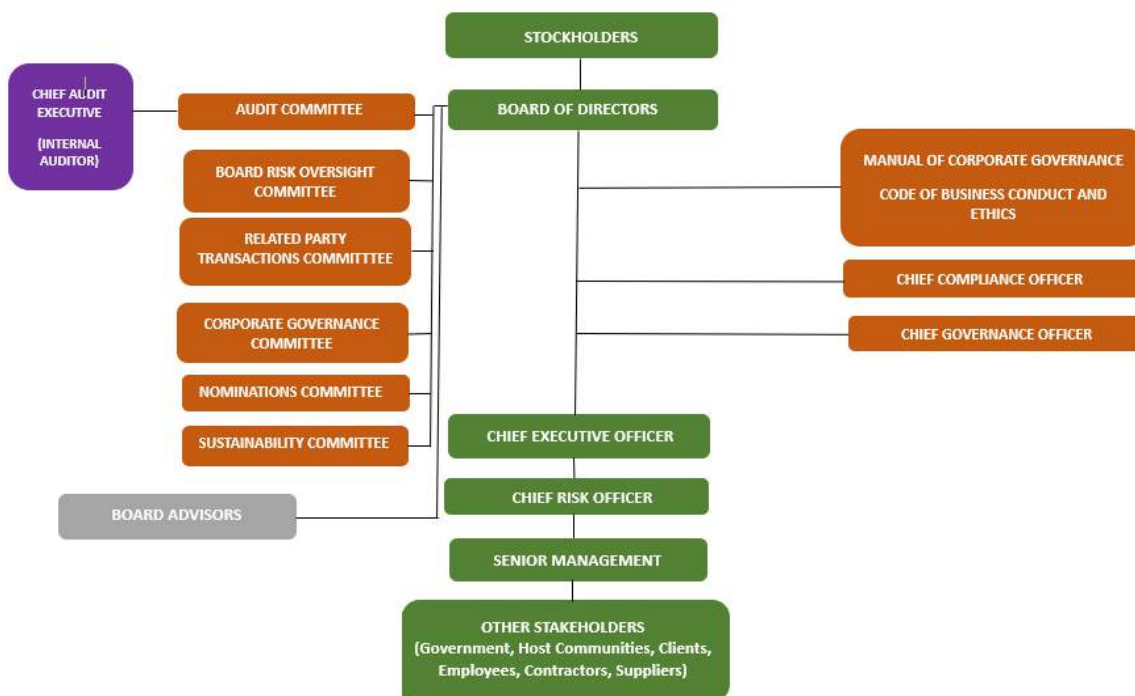 STOCKHOLDERS
CHIEF AUDIT
EXECUTIVE
(INTERNAL
AUDITOR)
AUDIT COMMITTEE
BOARD OF DIRECTORS
BOARD RISK OVERSIGHT
COMMITTEE
MANUAL OF CORPORATE GOVERNANCE
CODE OF BUSINESS CONDUCT AND
ETHICS
RELATED PARTY
TRANSACTIONS COMMITTTEE
CHIEF COMPLIANCE OFFICER
CORPORATE GOVERNANCE
COMMITTEE
CHIEF GOVERNANCE OFFICER
NOMINATIONS COMMITTEE
SUSTAINABILITY COMMITTEE
CHIEF EXECUTIVE OFFICER
CHIEF RISK OFFICER
BOARD ADVISORS
SENIOR MANAGEMENT
OTHER STAKEHOLDERS
(Government, Host Communities, Clients,
Employees, Contractors, Suppliers)